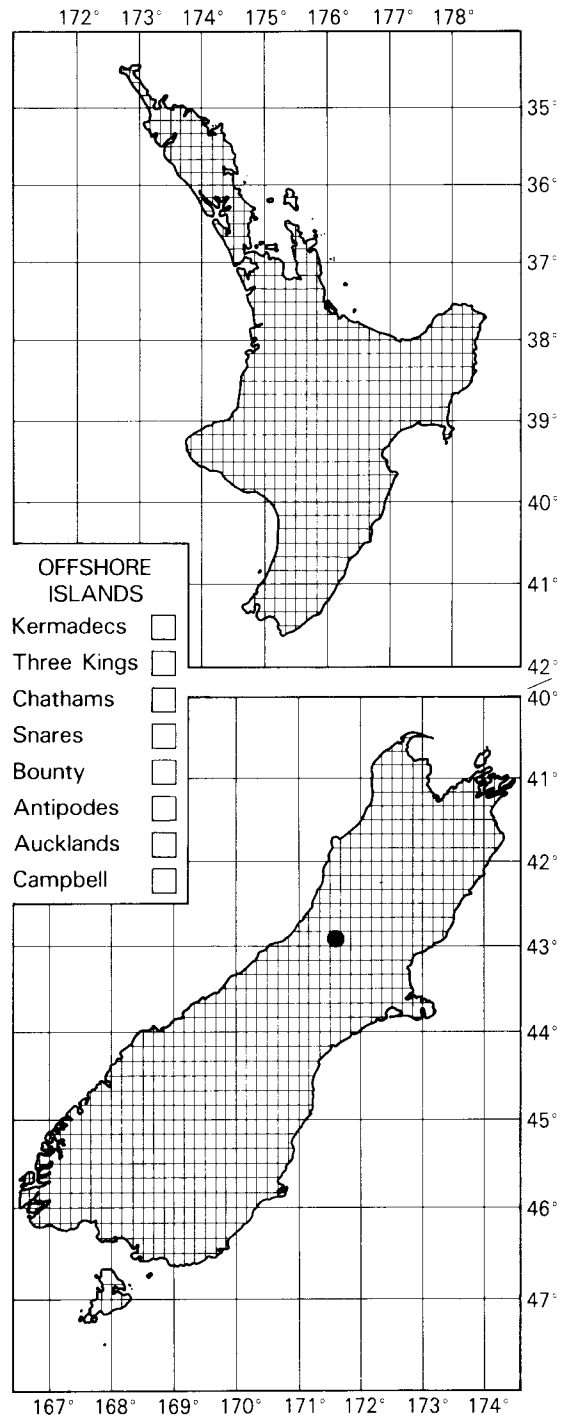 172° 173° 174° 175° 176° 177° 178°
35°
36°
37°
38°
39°
40°
41°
42°
OFFSHORE
ISLANDS
Kermadecs
Three Kings
Chathams
Snares
Bounty
Antipodes
Aucklands
Campbell
40°
41°
42°
43°
44°
45°
46°
47°
167° 168° 169° 170° 171° 172° 173° 174°